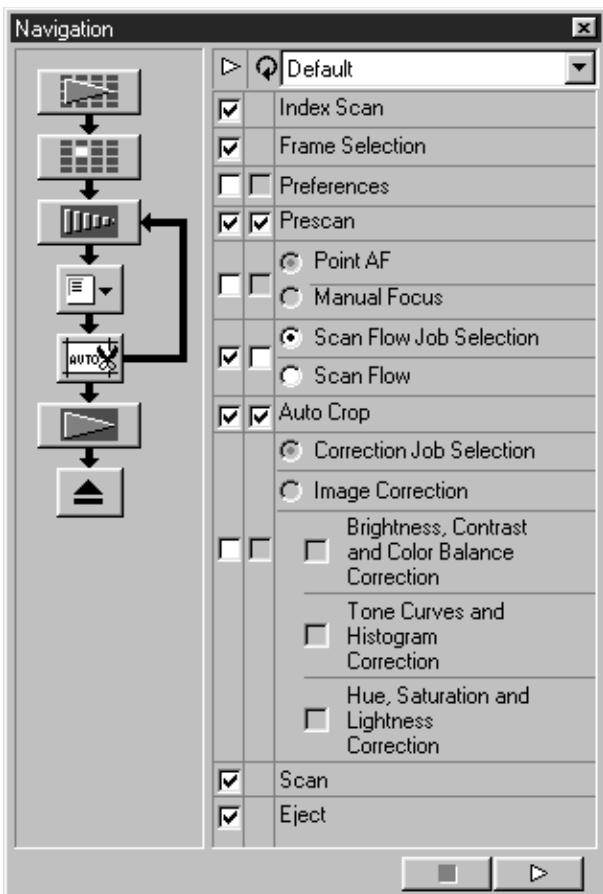 Navigation
Default
Index Scan
Frame Selection
Preferences
Prescan
Point AF
Manual Focus
Scan Flow Job Selection
Scan Flow
AUTO
Auto Crop
Correction Job Selection
Image Correction
Brightness, Contrast
and Color Balance
Correction
Tone Curves and
Histogram
Correction
Hue, Saturation and
Lightness
Correction
Scan
Eject